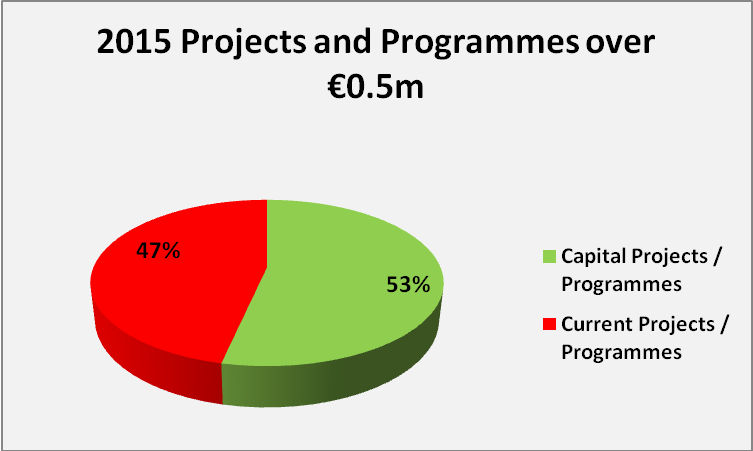 2015 Projects and Programmes over
€0.5m
47%
53%
Capital Projects /
Programmes
Current Projects /
Programmes